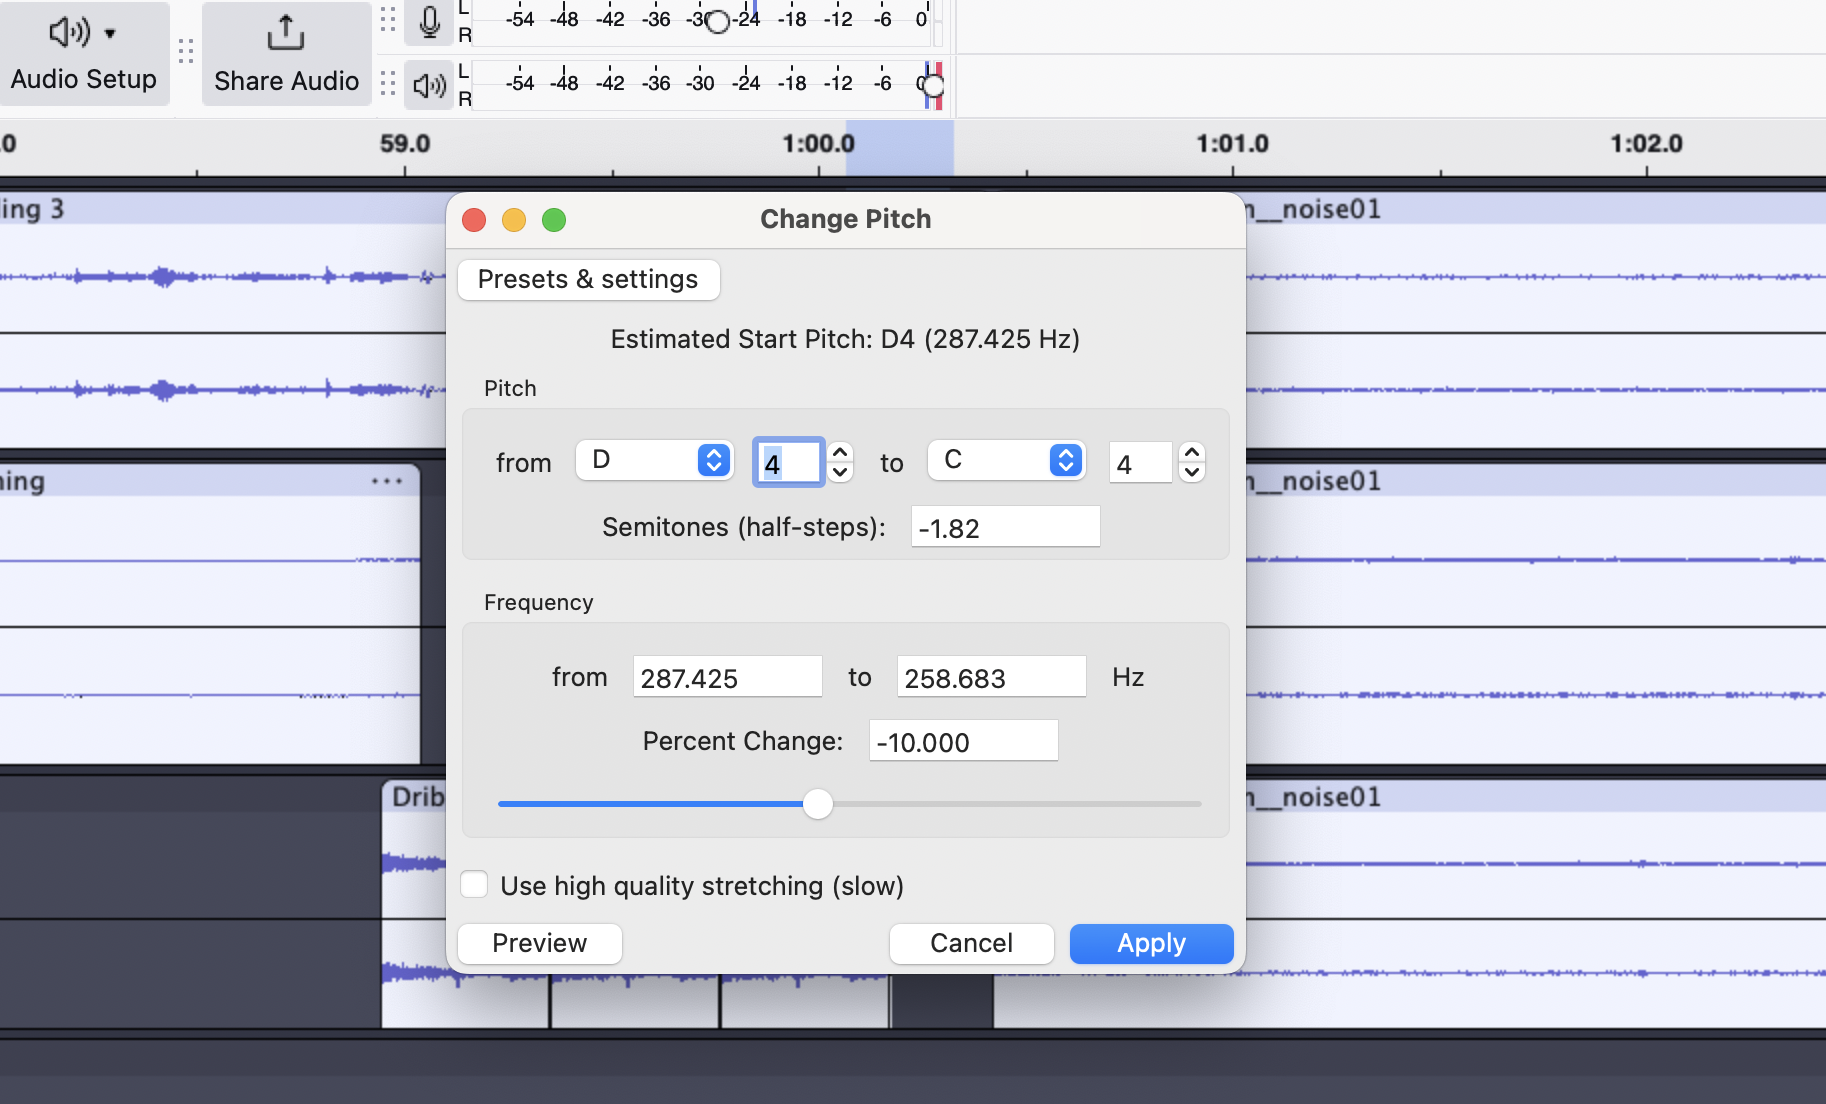 Audio Setup
Share Audio
L
R
-54 -48 -42 -36 -30 -24 -18 -12 -6 0
L
R
-54 -48 -42 -36 -30 -24 -18 -12 -6 0
.0 59.0 1:00.0 1:01.0 1:02.0
ing 3
n__noise01
Change Pitch
Presets & settings
Estimated Start Pitch: D4 (287.425 Hz)
Pitch
from D 4 to C 4
Semitones (half-steps): -1.82
ning
n__noise01
Frequency
from 287.425 to 258.683 Hz
Percent Change: -10.000
Drib
n__noise01
Use high quality stretching (slow)
Preview Cancel Apply